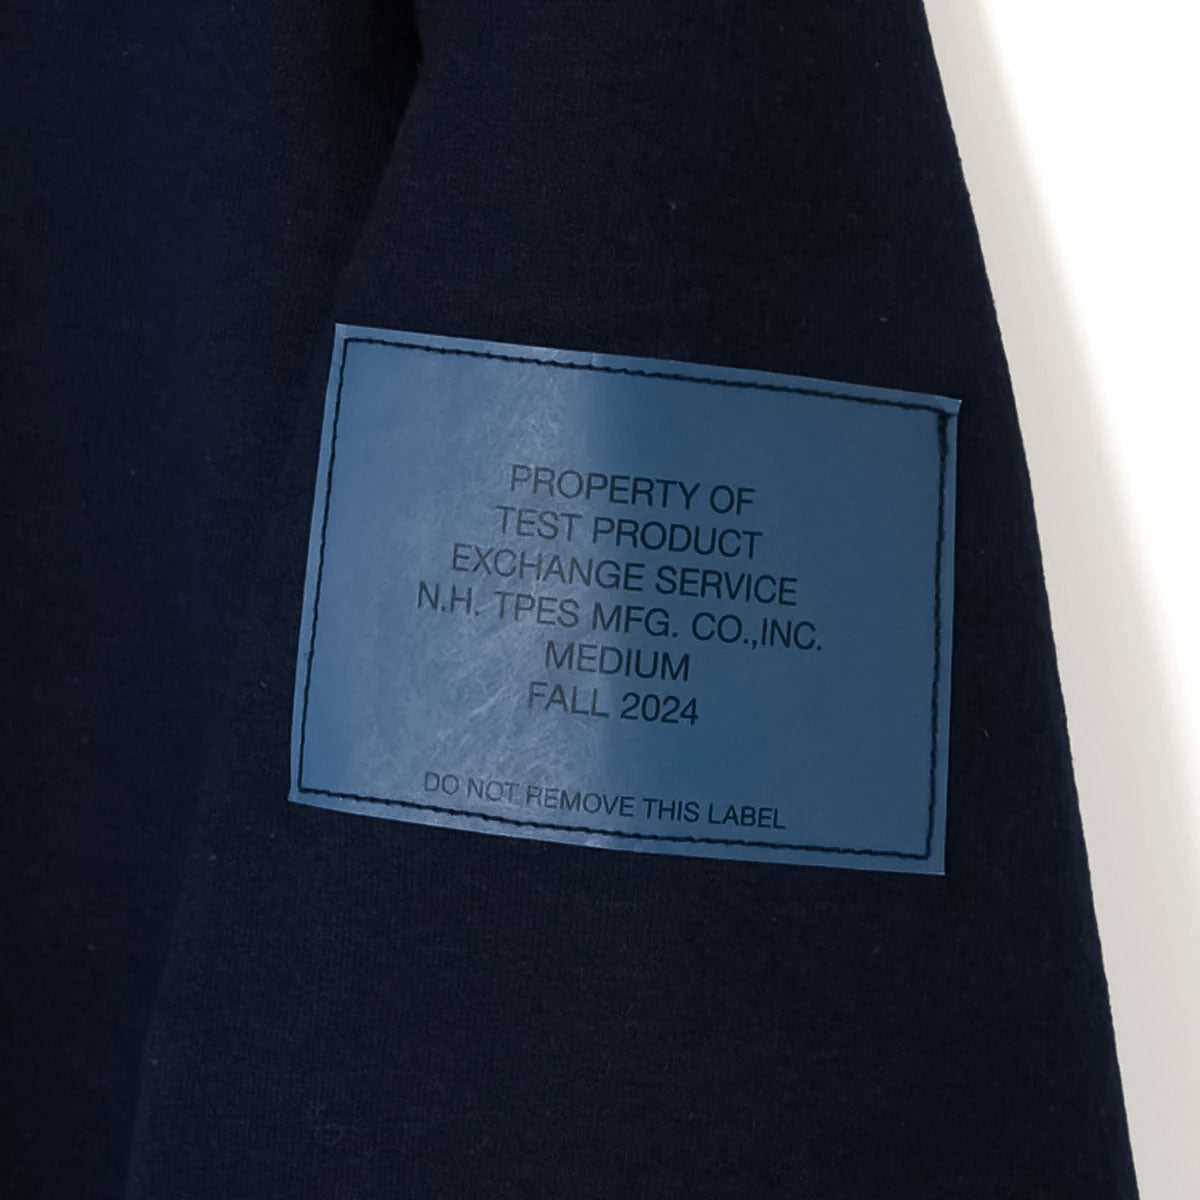 PROPERTY OF
TEST PRODUCT
EXCHANGE SERVICE
N.H. TPES MFG. CO.,INC.
MEDIUM
FALL 2024
DO NOT REMOVE THIS LABEL